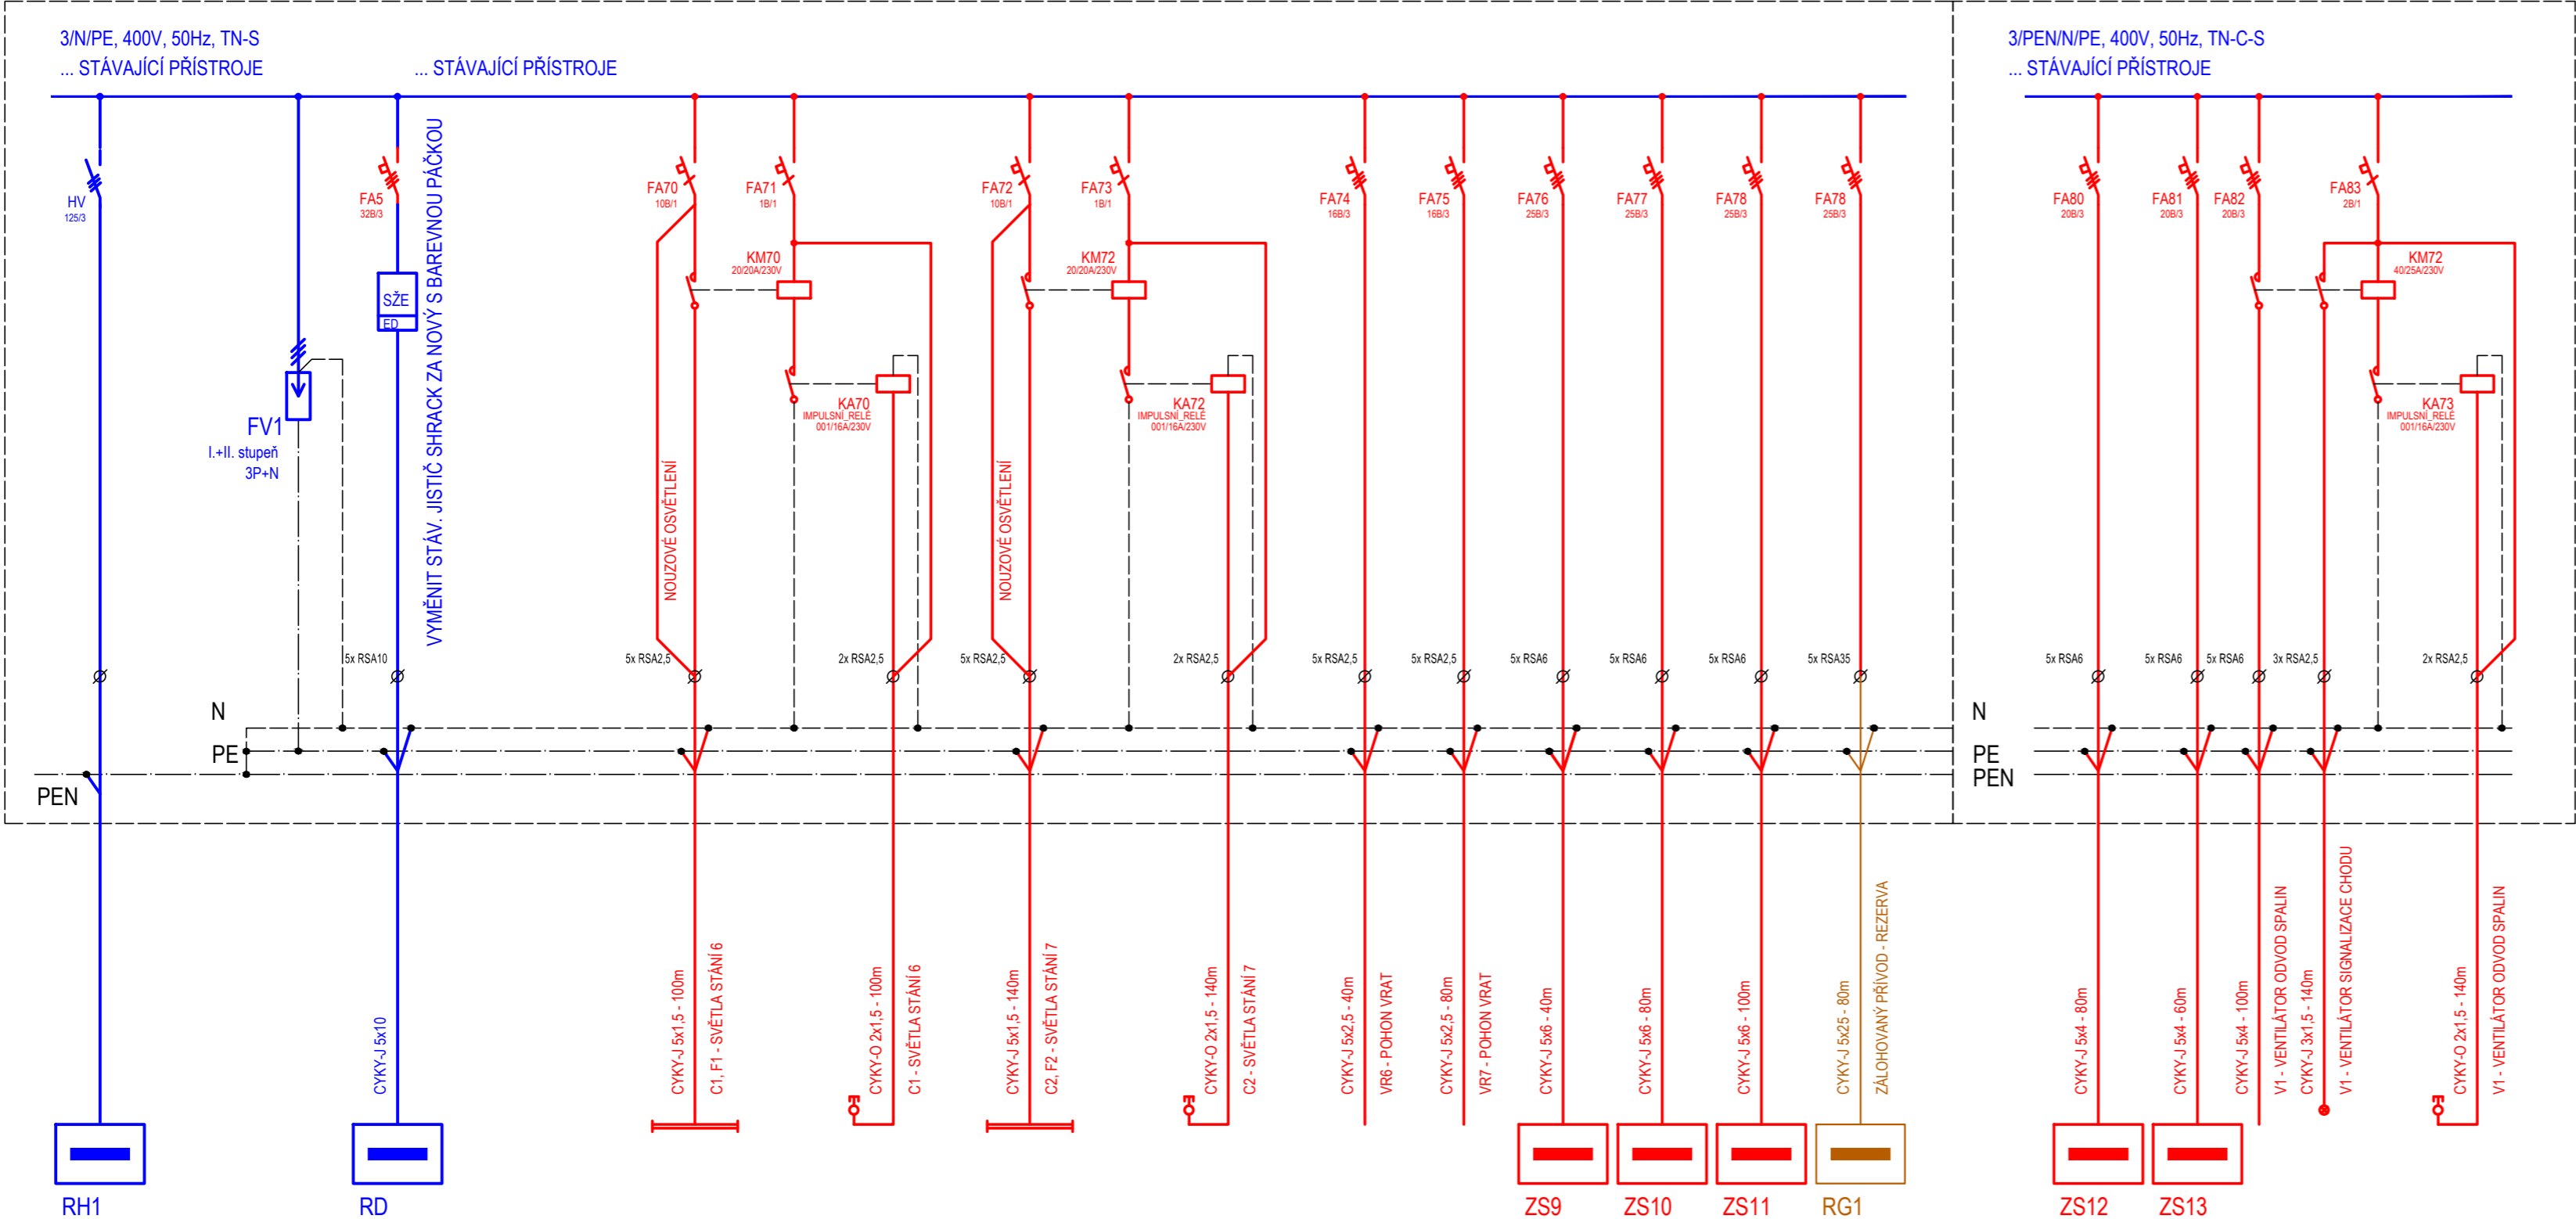 3/N/PE, 400V, 50Hz, TN-S
... STÁVAJÍCÍ PŘÍSTROJE
... STÁVAJÍCÍ PŘÍSTROJE
3/PEN/N/PE, 400V, 50Hz, TN-C-S
... STÁVAJÍCÍ PŘÍSTROJE
HV
125/3
FA5
32B/3
VYMĚNIT STÁV. JISTIČ SHRACK ZA NOVÝ S BAREVNOU PÁČKOU
FA70
10B/1
FA71
1B/1
FA72
10B/1
FA73
1B/1
FA74
16B/3
FA75
16B/3
FA76
25B/3
FA77
25B/3
FA78
25B/3
FA78
25B/3
FA80
20B/3
FA81
20B/3
FA82
20B/3
FA83
2B/1
SŽE
ED
KM70
20/20A/230V
KM72
20/20A/230V
KM72
40/25A/230V
FV1
I.+II. stupeň
3P+N
KA70
IMPULSNÍ_RELÉ
001/16A/230V
KA72
IMPULSNÍ_RELÉ
001/16A/230V
KA73
IMPULSNÍ_RELÉ
001/16A/230V
NOUZOVÉ OSVĚTLENÍ
NOUZOVÉ OSVĚTLENÍ
5x RSA10
5x RSA2,5
2x RSA2,5
5x RSA2,5
2x RSA2,5
5x RSA2,5
5x RSA2,5
5x RSA6
5x RSA6
5x RSA6
5x RSA35
5x RSA6
5x RSA6
5x RSA6
3x RSA2,5
2x RSA2,5
N
PE
PEN
N
PE
PEN
CYKY-J 5x10
CYKY-J 5x1,5 - 100m
C1, F1 - SVĚTLA STÁNÍ 6
CYKY-O 2x1,5 - 100m
C1 - SVĚTLA STÁNÍ 6
CYKY-J 5x1,5 - 140m
C2, F2 - SVĚTLA STÁNÍ 7
CYKY-O 2x1,5 - 140m
C2 - SVĚTLA STÁNÍ 7
CYKY-J 5x2,5 - 40m
VR6 - POHON VRAT
CYKY-J 5x2,5 - 80m
VR7 - POHON VRAT
CYKY-J 5x6 - 40m
CYKY-J 5x6 - 80m
CYKY-J 5x6 - 100m
CYKY-J 5x25 - 80m
ZÁLOHOVANÝ PŘÍVOD - REZERVA
CYKY-J 5x4 - 80m
CYKY-J 5x4 - 60m
CYKY-J 5x4 - 100m
V1 - VENTILÁTOR ODVOD SPALIN
CYKY-J 3x1,5 - 140m
V1 - VENTILÁTOR SIGNALIZACE CHODU
CYKY-O 2x1,5 - 140m
V1 - VENTILÁTOR ODVOD SPALIN
RH1
RD
ZS9
ZS10
ZS11
RG1
ZS12
ZS13